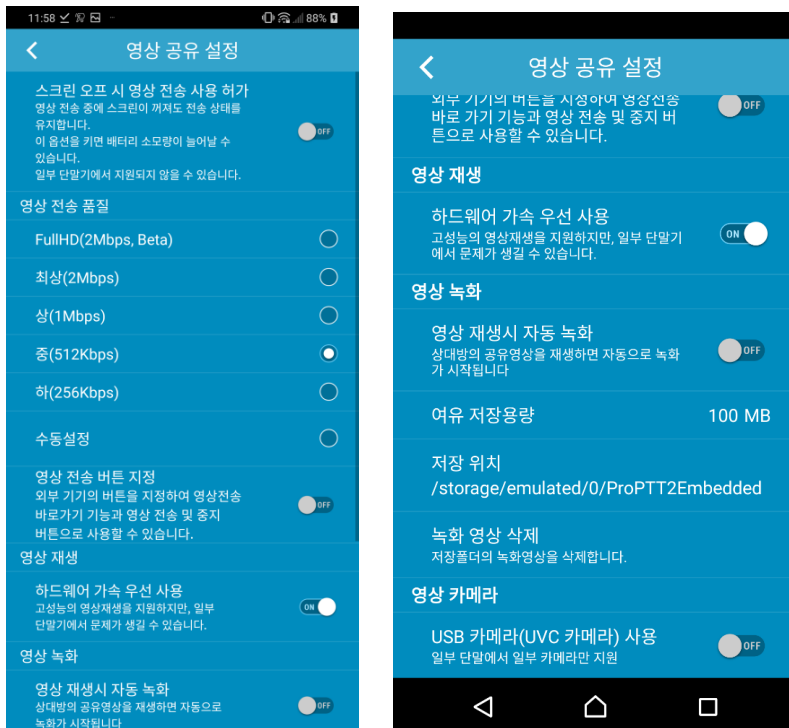 11:58
88%
영상 공유 설정
스크린 오프 시 영상 전송 사용 허가
영상 전송 중에 스크린이 꺼져도 전송 상태를
유지합니다.
이 옵션을 키면 배터리 소모량이 늘어날 수
있습니다.
일부 단말기에서 지원되지 않을 수 있습니다.
OFF
영상 전송 품질
FullHD(2Mbps, Beta)
최상(2Mbps)
상(1Mbps)
중(512Kbps)
하(256Kbps)
수동설정
영상 전송 버튼 지정
외부 기기의 버튼을 지정하여 영상전송
바로가기 기능과 영상 전송 및 중지
버튼으로 사용할 수 있습니다.
OFF
영상 재생
하드웨어 가속 우선 사용
고성능의 영상재생을 지원하지만, 일부
단말기에서 문제가 생길 수 있습니다.
ON
영상 녹화
영상 재생시 자동 녹화
상대방의 공유영상을 재생하면 자동으로
녹화가 시작됩니다
OFF
영상 공유 설정
외부 기기의 버튼을 지정하여 영상전송
바로 가기 기능과 영상 전송 및 중지 버
튼으로 사용할 수 있습니다.
OFF
영상 재생
하드웨어 가속 우선 사용
고성능의 영상재생을 지원하지만, 일부 단말기
에서 문제가 생길 수 있습니다.
ON
영상 녹화
영상 재생시 자동 녹화
상대방의 공유영상을 재생하면 자동으로 녹화
가 시작됩니다
OFF
여유 저장용량
100 MB
저장 위치
/storage/emulated/0/ProPTT2Embedded
녹화 영상 삭제
저장폴더의 녹화영상을 삭제합니다.
영상 카메라
USB 카메라(UVC 카메라) 사용
일부 단말에서 일부 카메라만 지원
OFF